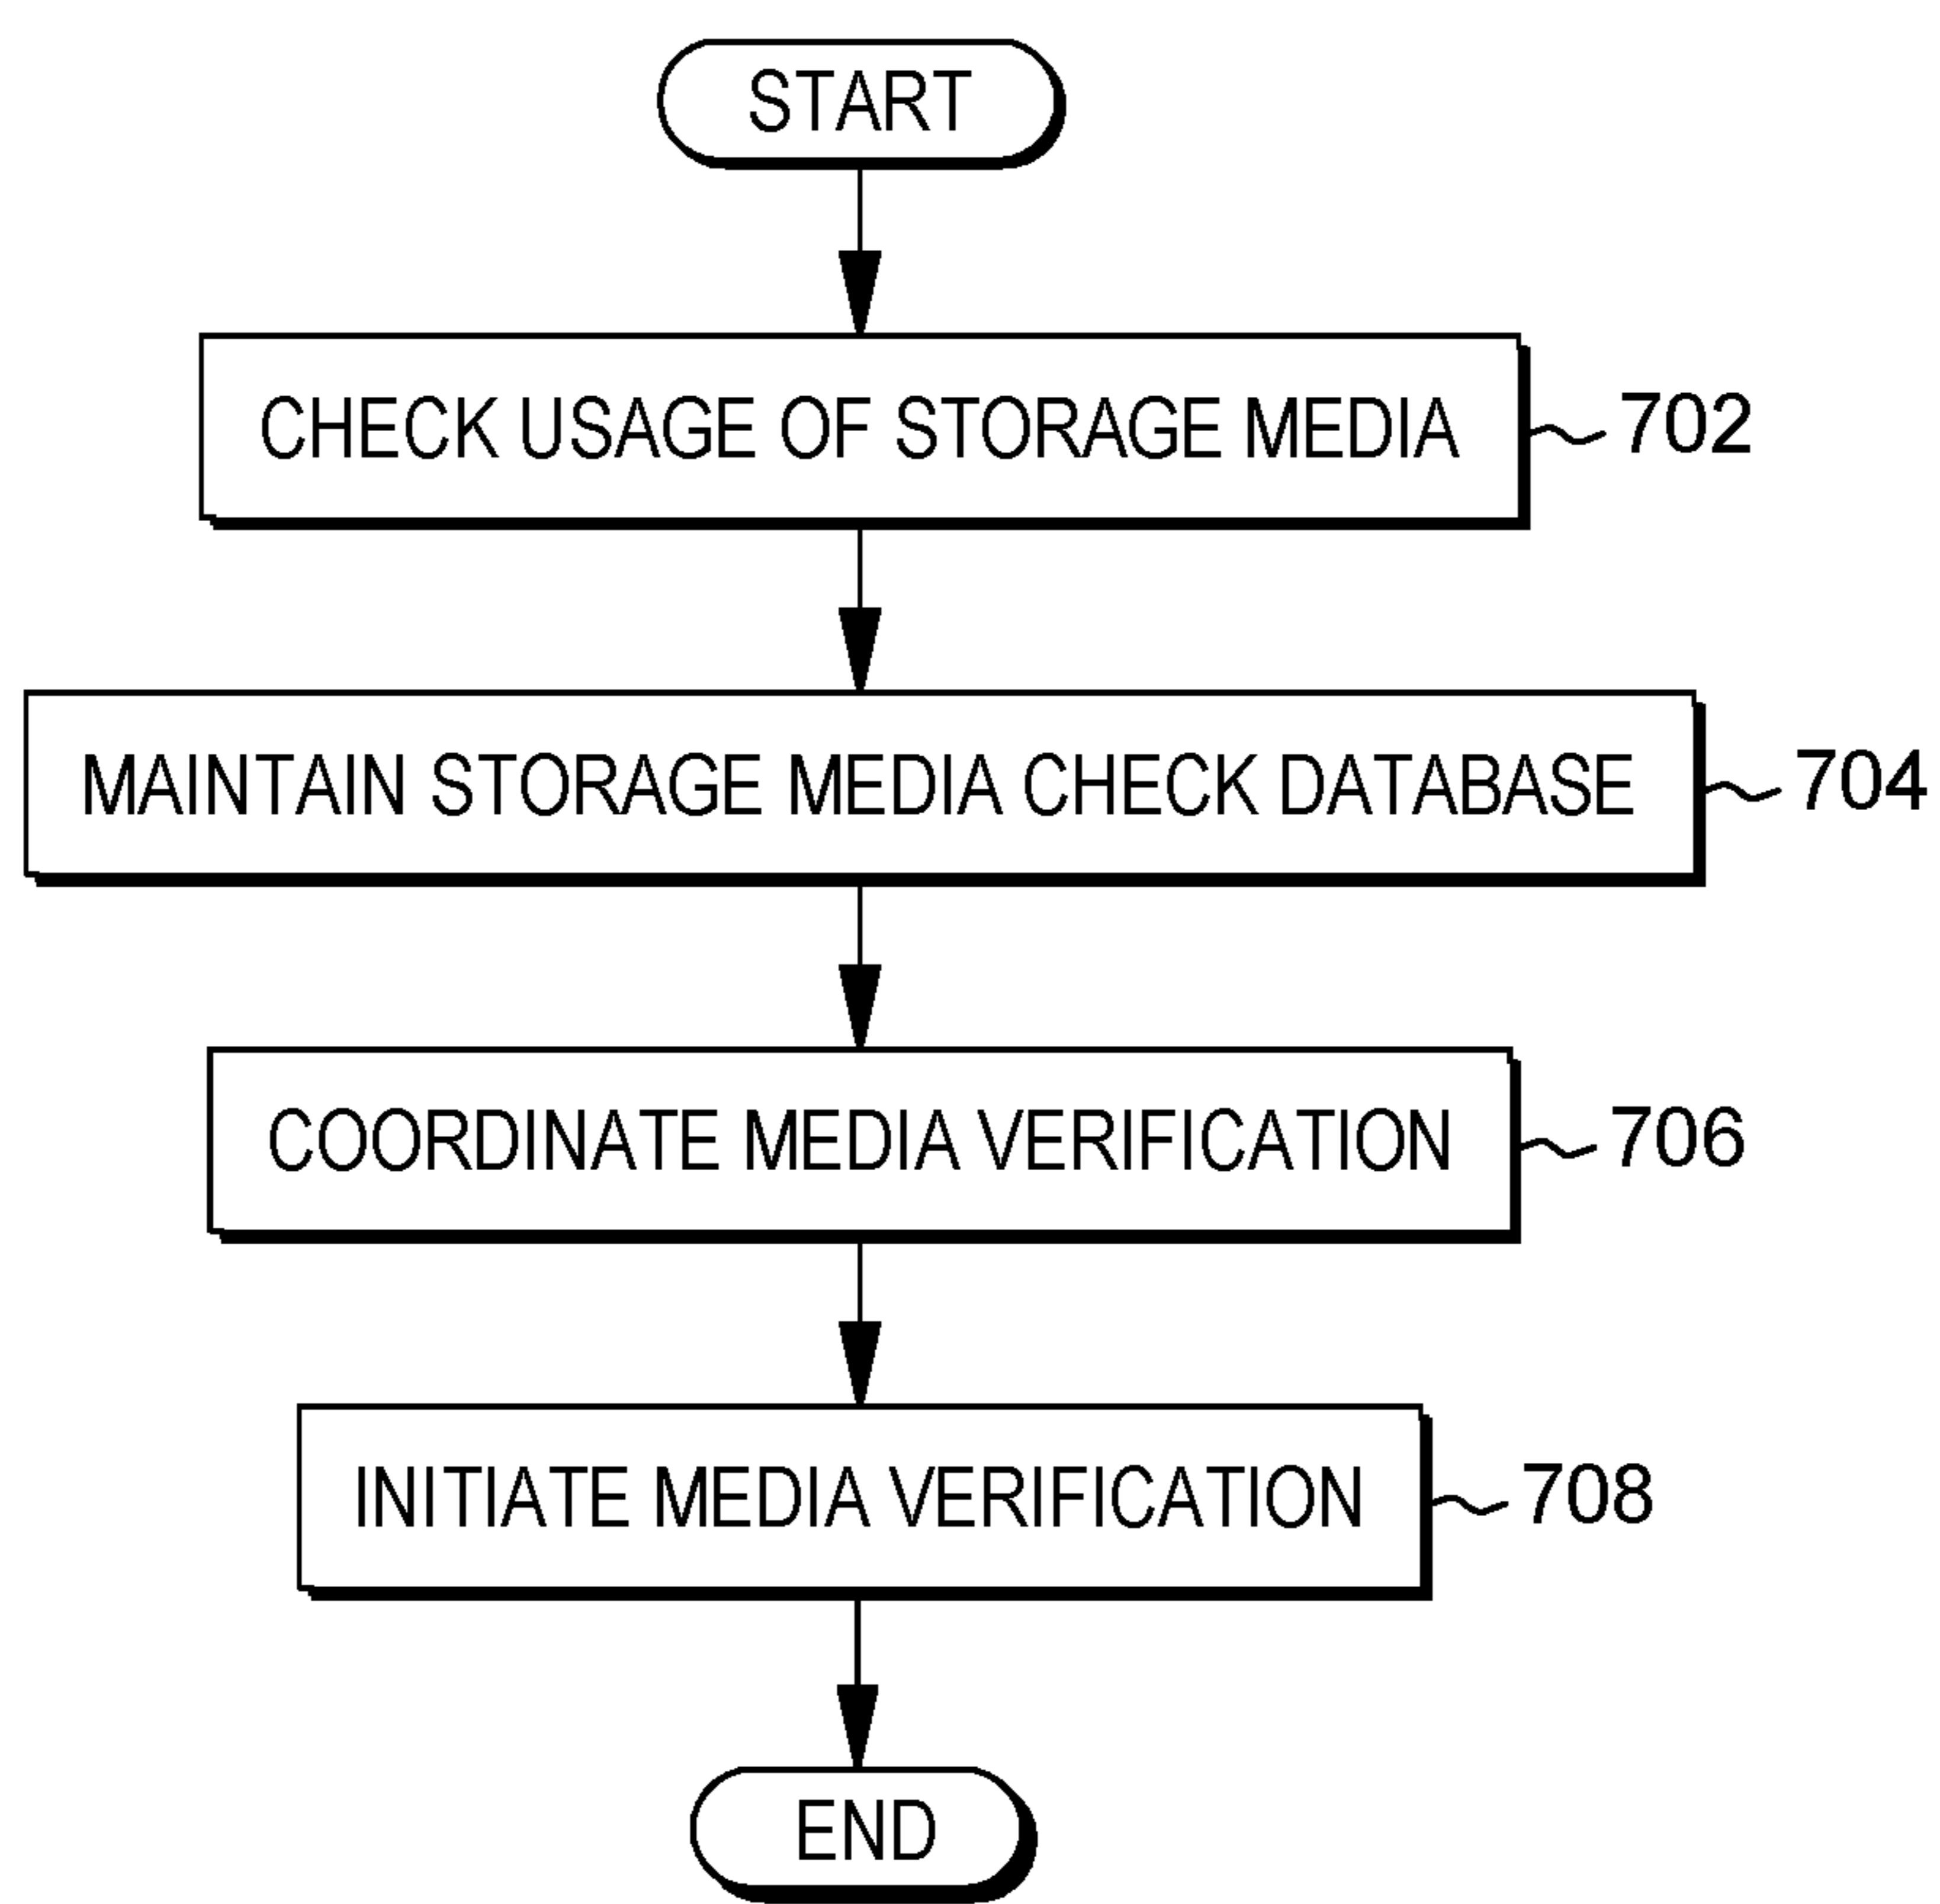 START
CHECK USAGE OF STORAGE MEDIA 702
MAINTAIN STORAGE MEDIA CHECK DATABASE 704
COORDINATE MEDIA VERIFICATION 706
INITIATE MEDIA VERIFICATION 708
END